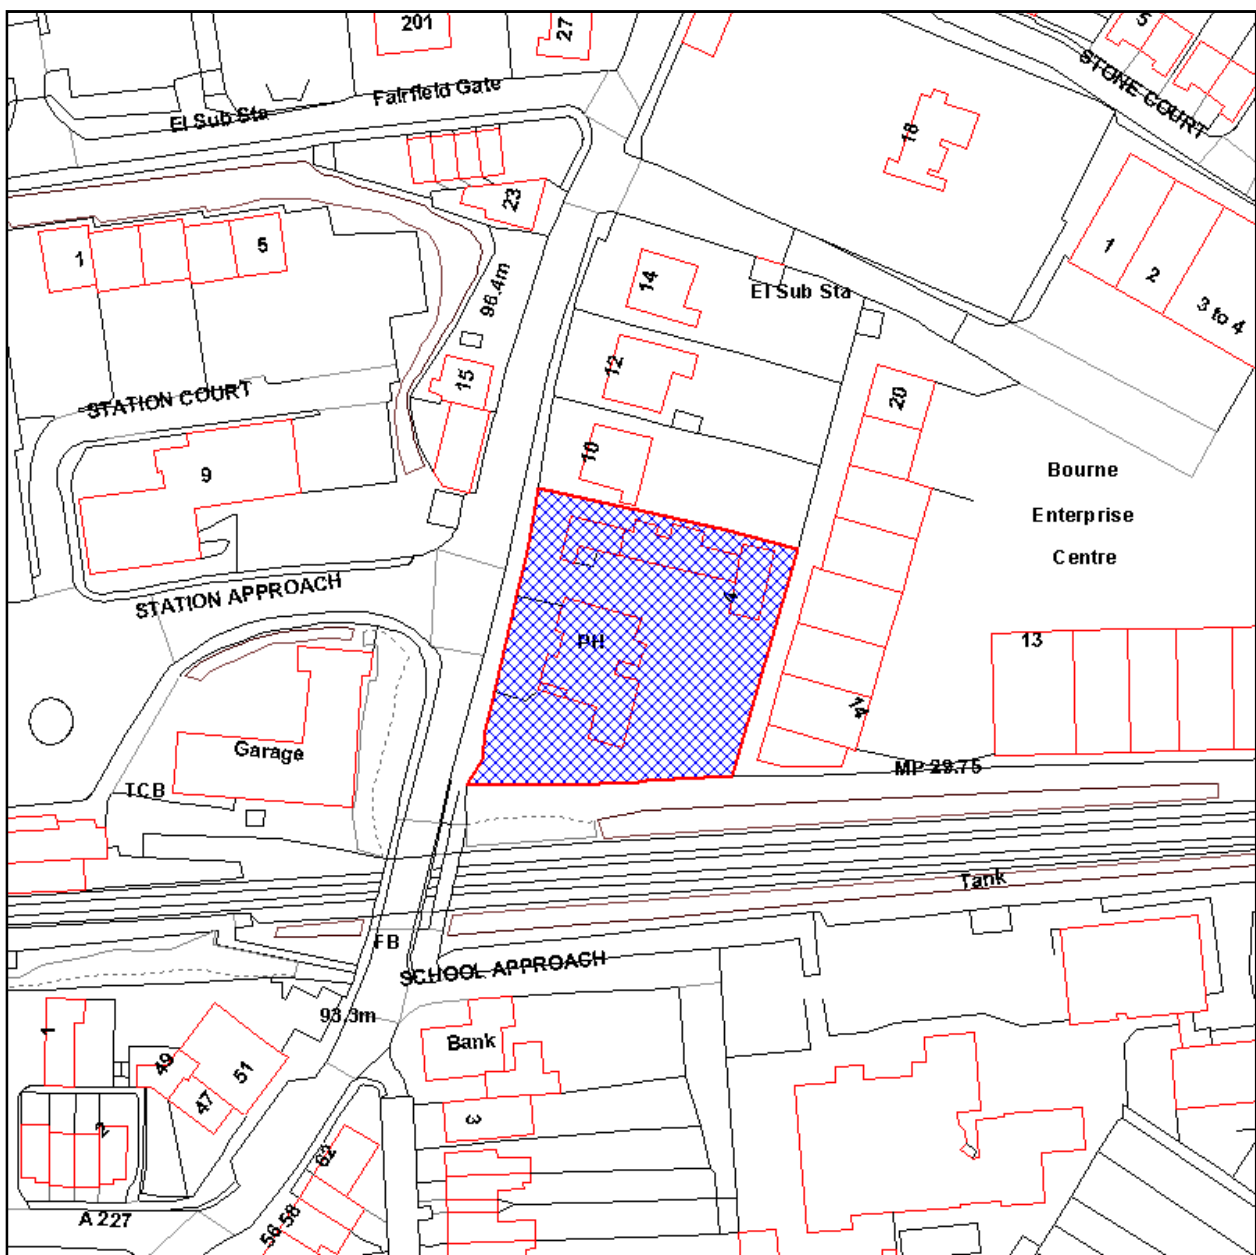 201
27
5
STONE COURT
Fairfield Gate
El Sub Sta
18
23
1
5
96.4m
14
El Sub Sta
1
2
3 to 4
12
15
20
STATION COURT
10
9
Bourne
Enterprise
Centre
STATION APPROACH
4
PH
13
14
Garage
MP 29.75
TCB
Tank
FB
SCHOOL APPROACH
93.3m
1
Bank
49
51
47
3
2
62
A 227
58
56